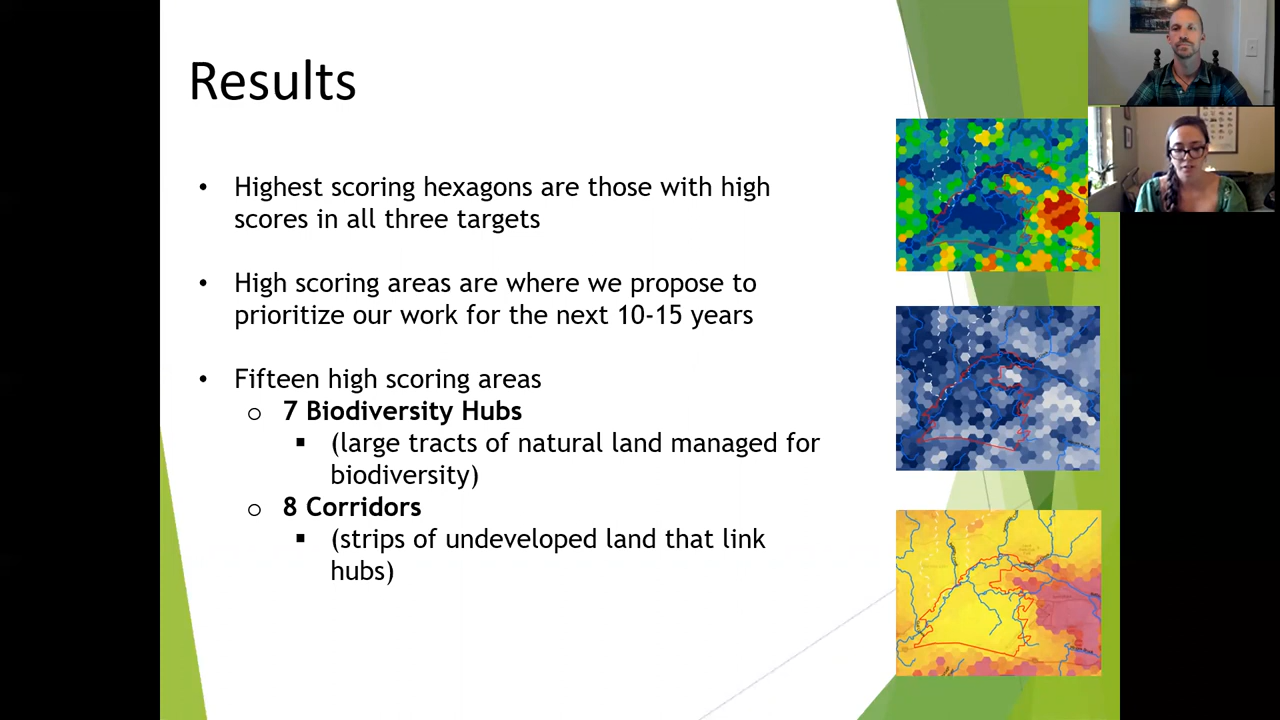 Results
• Highest scoring hexagons are those with high
scores in all three targets
• High scoring areas are where we propose to
prioritize our work for the next 10-15 years
• Fifteen high scoring areas
o 7 Biodiversity Hubs
▪ (large tracts of natural land managed for
biodiversity)
o 8 Corridors
▪ (strips of undeveloped land that link
hubs)